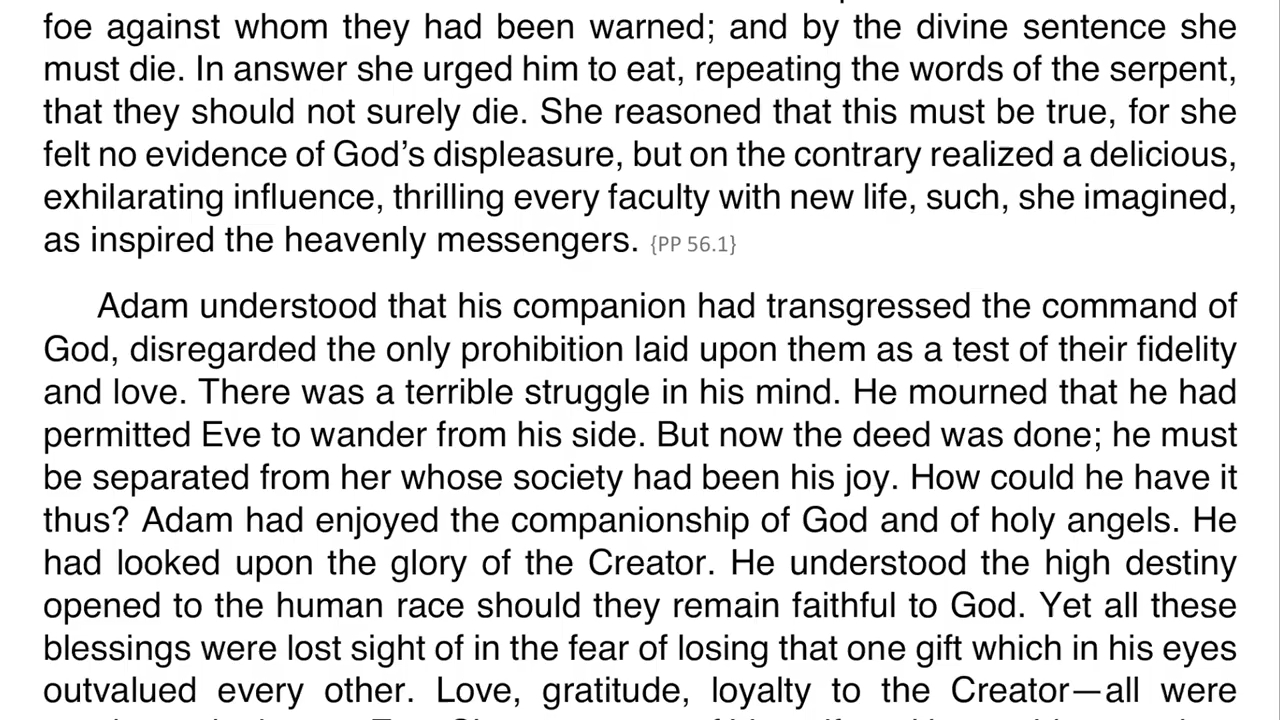 foe against whom they had been warned; and by the divine sentence she
must die. In answer she urged him to eat, repeating the words of the serpent,
that they should not surely die. She reasoned that this must be true, for she
felt no evidence of God’s displeasure, but on the contrary realized a delicious,
exhilarating influence, thrilling every faculty with new life, such, she imagined,
as inspired the heavenly messengers. {PP 56.1}
Adam understood that his companion had transgressed the command of
God, disregarded the only prohibition laid upon them as a test of their fidelity
and love. There was a terrible struggle in his mind. He mourned that he had
permitted Eve to wander from his side. But now the deed was done; he must
be separated from her whose society had been his joy. How could he have it
thus? Adam had enjoyed the companionship of God and of holy angels. He
had looked upon the glory of the Creator. He understood the high destiny
opened to the human race should they remain faithful to God. Yet all these
blessings were lost sight of in the fear of losing that one gift which in his eyes
outvalued every other. Love, gratitude, loyalty to the Creator—all were